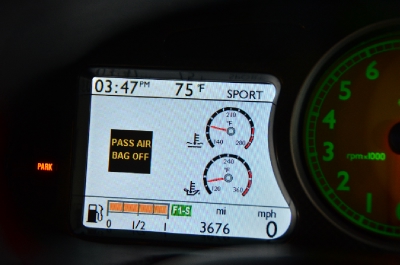 03:47PM 75°F SPORT
210
°F
140 280
PASS AIR
BAG OFF
240
°F
120 360
PARK
F1-S
0 1/2 1
mi
3676
mph
0
6
5
4
3
2
1
rpm×1000